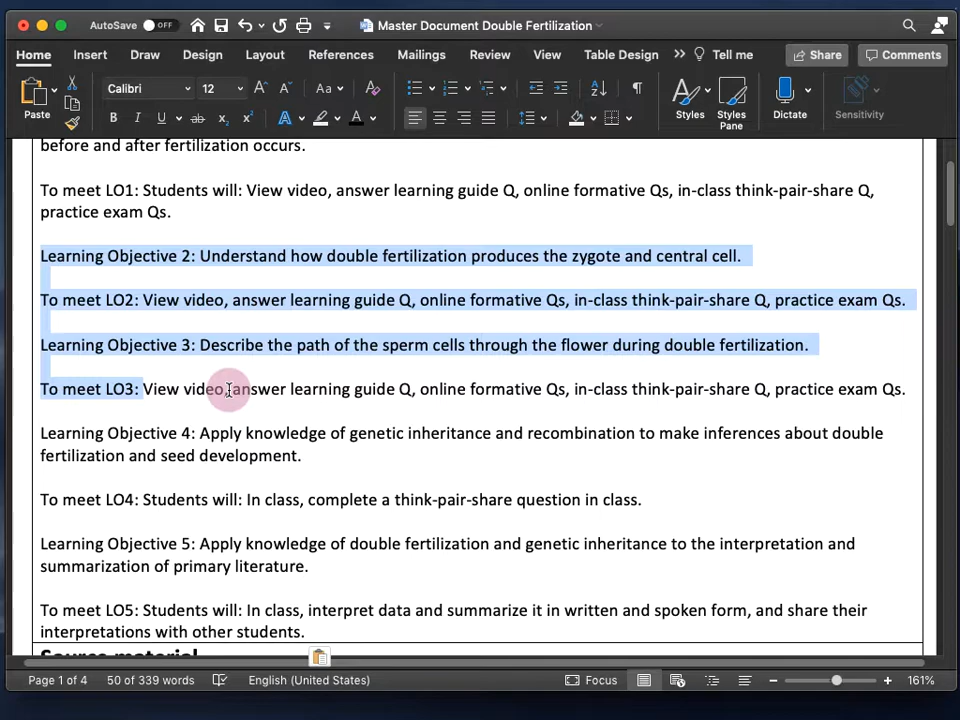 AutoSave OFF Master Document Double Fertilization
Home Insert Draw Design Layout References Mailings Review View Table Design Tell me Share Comments
Paste Calibri 12 Aa A Styles Styles Pane Dictate Sensitivity
before and after fertilization occurs.
To meet LO1: Students will: View video, answer learning guide Q, online formative Qs, in-class think-pair-share Q,
practice exam Qs.
Learning Objective 2: Understand how double fertilization produces the zygote and central cell.
To meet LO2: View video, answer learning guide Q, online formative Qs, in-class think-pair-share Q, practice exam Qs.
Learning Objective 3: Describe the path of the sperm cells through the flower during double fertilization.
To meet LO3: View video, answer learning guide Q, online formative Qs, in-class think-pair-share Q, practice exam Qs.
Learning Objective 4: Apply knowledge of genetic inheritance and recombination to make inferences about double
fertilization and seed development.
To meet LO4: Students will: In class, complete a think-pair-share question in class.
Learning Objective 5: Apply knowledge of double fertilization and genetic inheritance to the interpretation and
summarization of primary literature.
To meet LO5: Students will: In class, interpret data and summarize it in written and spoken form, and share their
interpretations with other students.
Source material
Page 1 of 4 50 of 339 words English (United States) Focus 161%